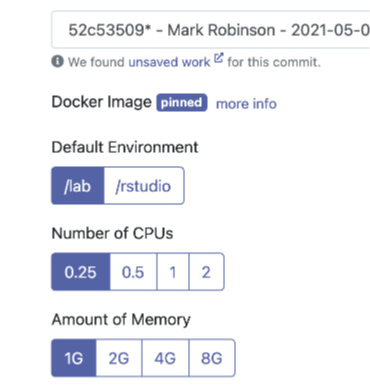 52c53509* - Mark Robinson - 2021-05-0
We found unsaved work for this commit.
Docker Image pinned more info
Default Environment
/lab /rstudio
Number of CPUs
0.25 0.5 1 2
Amount of Memory
1G 2G 4G 8G